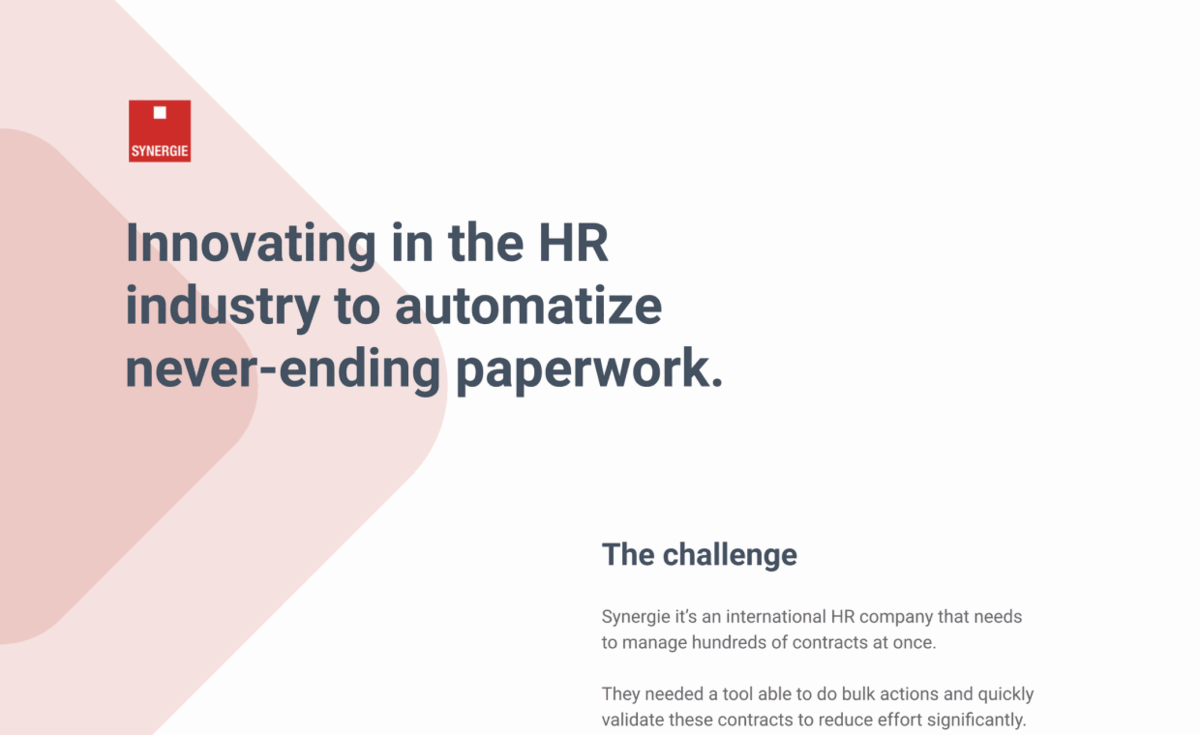 SYNERGIE
Innovating in the HR
industry to automatize
never-ending paperwork.
The challenge
Synergie it’s an international HR company that needs
to manage hundreds of contracts at once.
They needed a tool able to do bulk actions and quickly
validate these contracts to reduce effort significantly.